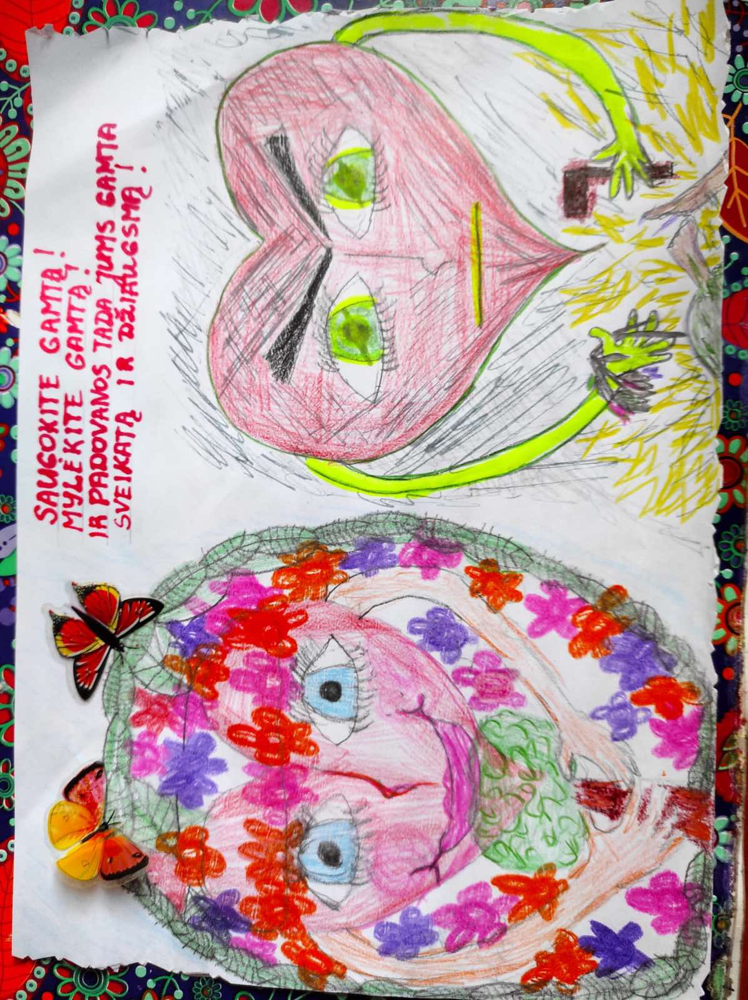 SAUGOKITE GAMTĄ!
MYLĖKITE GAMTĄ!
IR PADOVANOS TADA JUMS GAMTA
SVEIKATĄ IR DŽIAUGSMĄ!